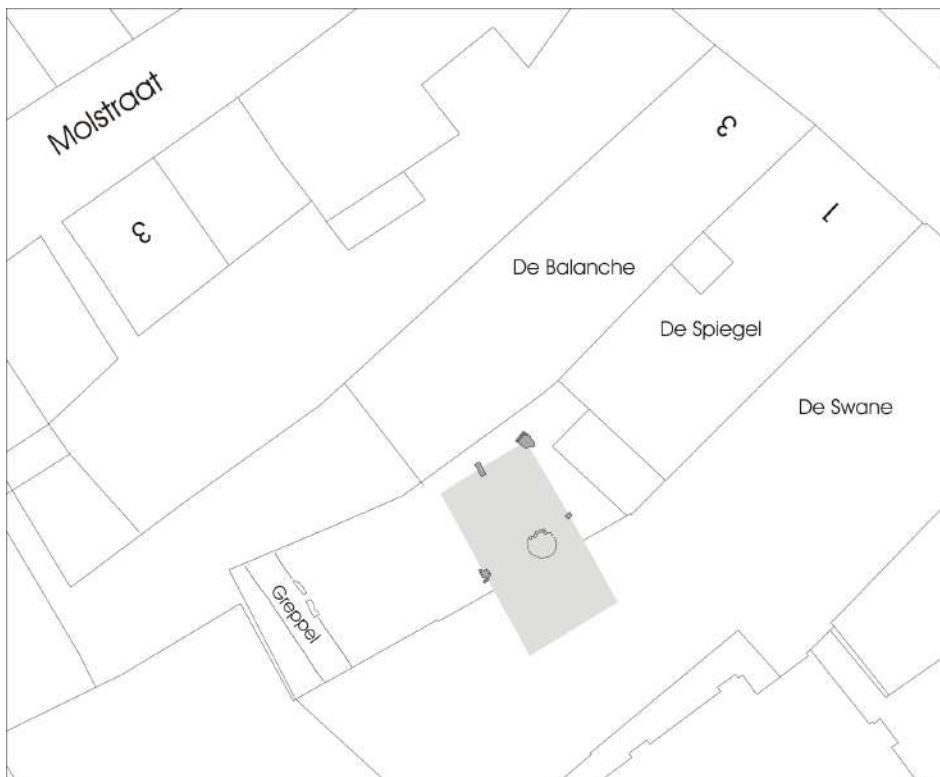 Molstraat
3
3
1
De Balanche
De Spiegel
De Swane
Greppel